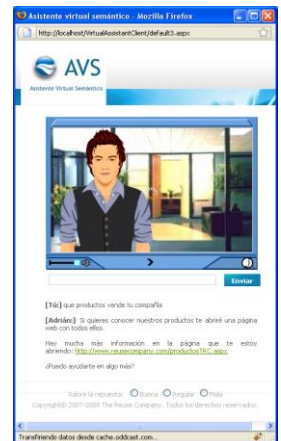 Asistente virtual semántico - Mozilla Firefox
http://localhost/VirtualAssistantClient/default3.aspx
AVS
Asistente Virtual Semántico
Enviar
[Tú:] que productos vende tu compañía
[Adrián:] Si quieres conocer nuestros productos te abriré una página
web con todos ellos.
Hay mucha más información en la página que te estoy
abriendo: http://www.reusecompany.com/productosTRC.aspx
¿Puedo ayudarte en algo más?
Valore la repuesta: Buena Regular Mala
Copyright© 2007-2008 The Reuse Company. Todos los derechos reservados.
Transfiriendo datos desde cache.oddcast.com...